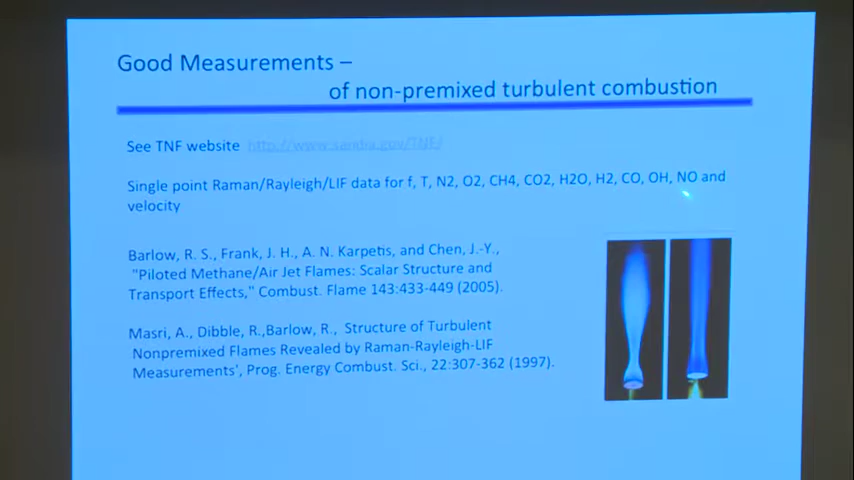 Good Measurements –
of non-premixed turbulent combustion
See TNF website http://www.sandia.gov/TNF/
Single point Raman/Rayleigh/LIF data for f, T, N2, O2, CH4, CO2, H2O, H2, CO, OH, NO and
velocity
Barlow, R. S., Frank, J. H., A. N. Karpetis, and Chen, J.-Y.,
"Piloted Methane/Air Jet Flames: Scalar Structure and
Transport Effects," Combust. Flame 143:433-449 (2005).
Masri, A., Dibble, R.,Barlow, R., Structure of Turbulent
Nonpremixed Flames Revealed by Raman-Rayleigh-LIF
Measurements', Prog. Energy Combust. Sci., 22:307-362 (1997).